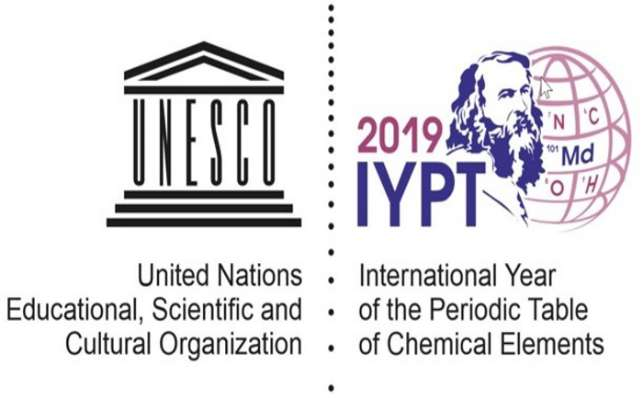 UNESCO
United Nations
Educational, Scientific and
Cultural Organization
2019
IYPT
N C
101 Md
O H
International Year
of the Periodic Table
of Chemical Elements